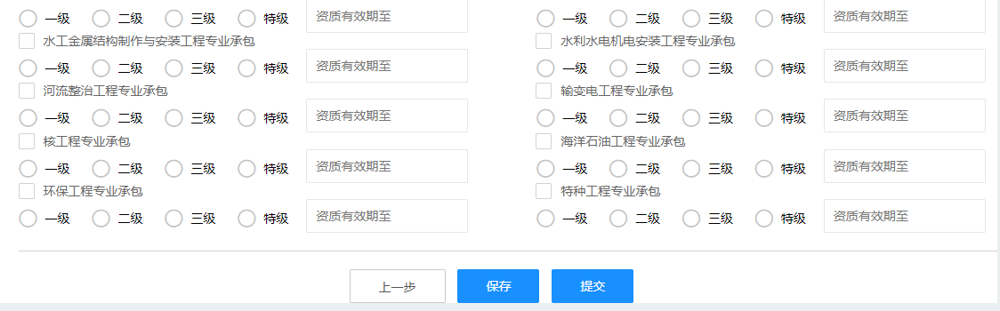 一级 二级 三级 特级 资质有效期至 一级 二级 三级 特级 资质有效期至
水工金属结构制作与安装工程专业承包 水利水电机电安装工程专业承包
一级 二级 三级 特级 资质有效期至 一级 二级 三级 特级 资质有效期至
河流整治工程专业承包 输变电工程专业承包
一级 二级 三级 特级 资质有效期至 一级 二级 三级 特级 资质有效期至
核工程专业承包 海洋石油工程专业承包
一级 二级 三级 特级 资质有效期至 一级 二级 三级 特级 资质有效期至
环保工程专业承包 特种工程专业承包
一级 二级 三级 特级 资质有效期至 一级 二级 三级 特级 资质有效期至
上一步 保存 提交